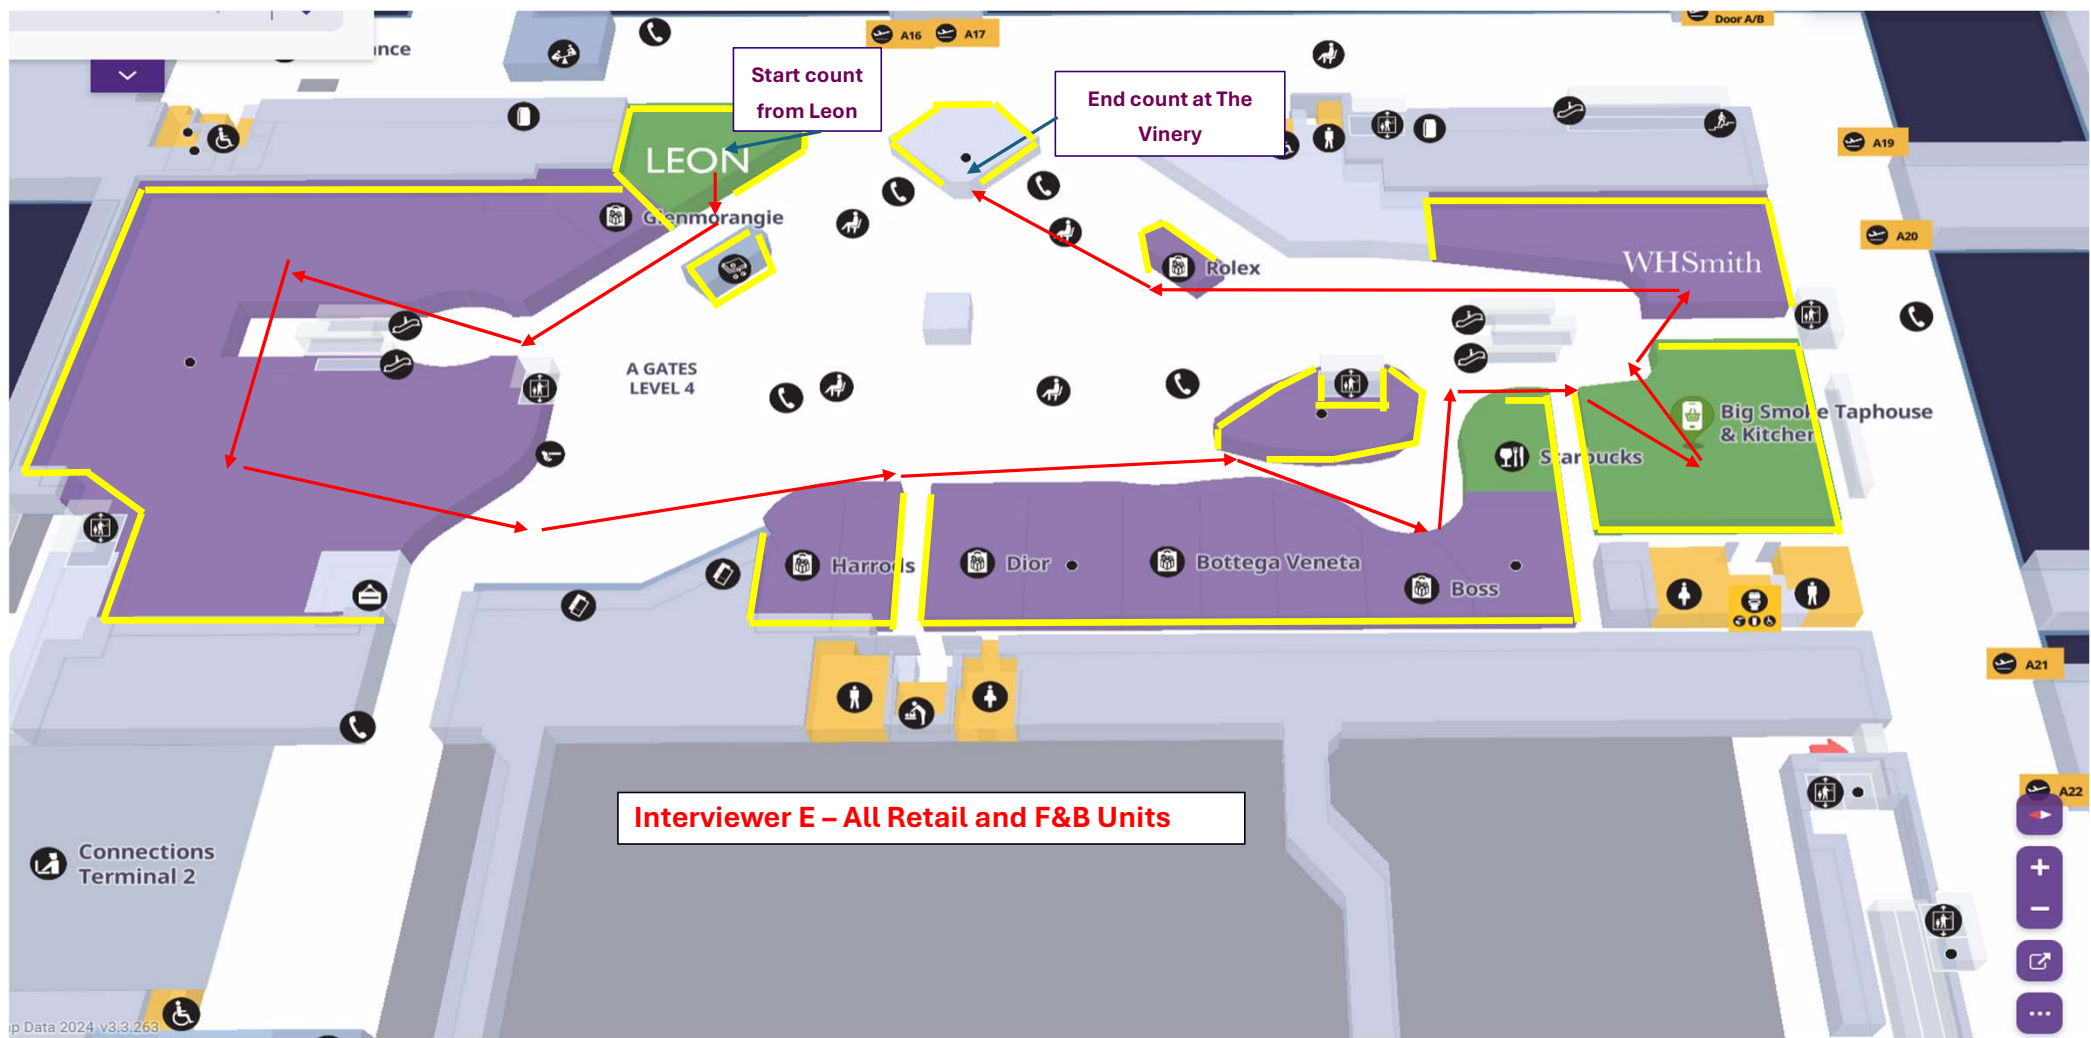 Door A/B
A16
A17
nce
Start count
from Leon
End count at The
Vinery
A19
LEON
Glenmorangie
A20
WHSmith
Rolex
A GATES
LEVEL 4
Big Smoke Taphouse
& Kitchen
Starbucks
Harrods
Dior
Bottega Veneta
Boss
A21
A22
Interviewer E – All Retail and F&B Units
Connections
Terminal 2
p Data 2024 v3.3.263